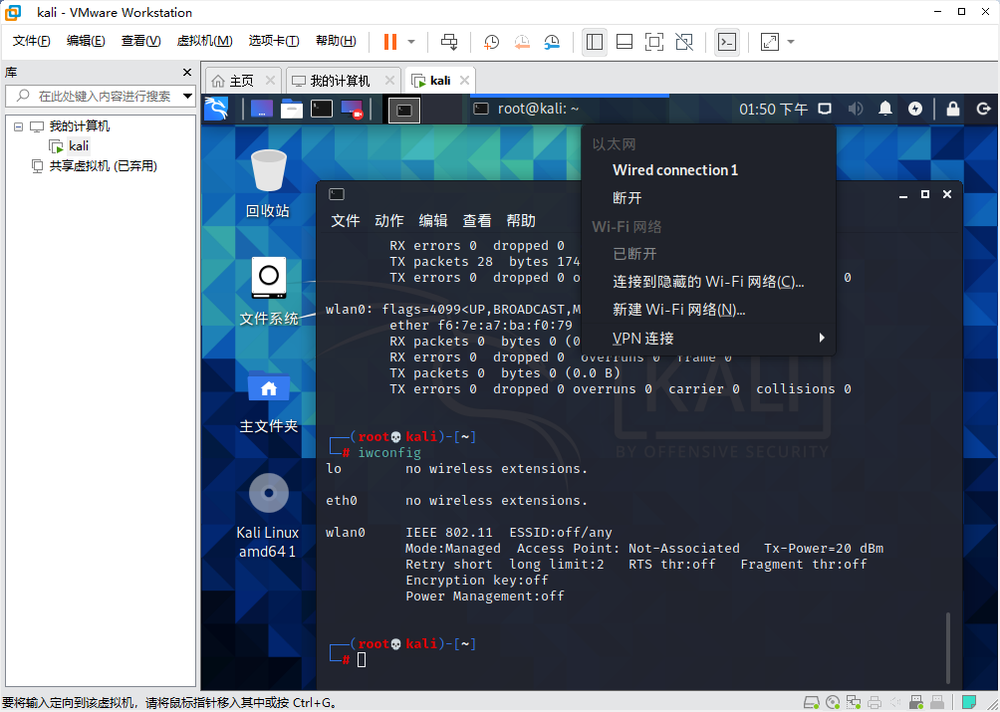 kali - VMware Workstation
文件(F) 编辑(E) 查看(V) 虚拟机(M) 选项卡(T) 帮助(H)
库
在此处键入内容进行搜索
我的计算机
kali
共享虚拟机 (已弃用)
主页 我的计算机 kali
root@kali: ~ 01:50 下午
以太网
Wired connection 1
断开
Wi-Fi 网络
已断开
连接到隐藏的 Wi-Fi 网络(C)...
新建 Wi-Fi 网络(N)...
VPN 连接
回收站
文件系统
主文件夹
Kali Linux
amd64 1
文件 动作 编辑 查看 帮助
RX errors 0 dropped 0
TX packets 28 bytes 174
TX errors 0 dropped 0 o 0
wlan0: flags=4099<UP,BROADCAST,M
ether f6:7e:a7:ba:f0:79
RX packets 0 bytes 0 (0
RX errors 0 dropped 0 overruns 0 frame 0
TX packets 0 bytes 0 (0.0 B)
TX errors 0 dropped 0 overruns 0 carrier 0 collisions 0
KALI
BY OFFENSIVE SECURITY
┌──(root💀kali)-[~]
└─# iwconfig
lo no wireless extensions.
eth0 no wireless extensions.
wlan0 IEEE 802.11 ESSID:off/any
Mode:Managed Access Point: Not-Associated Tx-Power=20 dBm
Retry short long limit:2 RTS thr:off Fragment thr:off
Encryption key:off
Power Management:off
┌──(root💀kali)-[~]
└─#
要将输入定向到该虚拟机，请将鼠标指针移入其中或按 Ctrl+G。